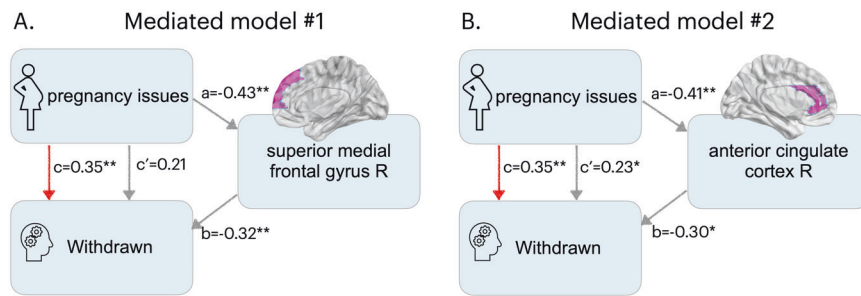 A. Mediated model #1
pregnancy issues
a=-0.43**
superior medial
frontal gyrus R
c=0.35**
c′=0.21
Withdrawn
b=-0.32**
B. Mediated model #2
pregnancy issues
a=-0.41**
anterior cingulate
cortex R
c=0.35**
c′=0.23*
Withdrawn
b=-0.30*